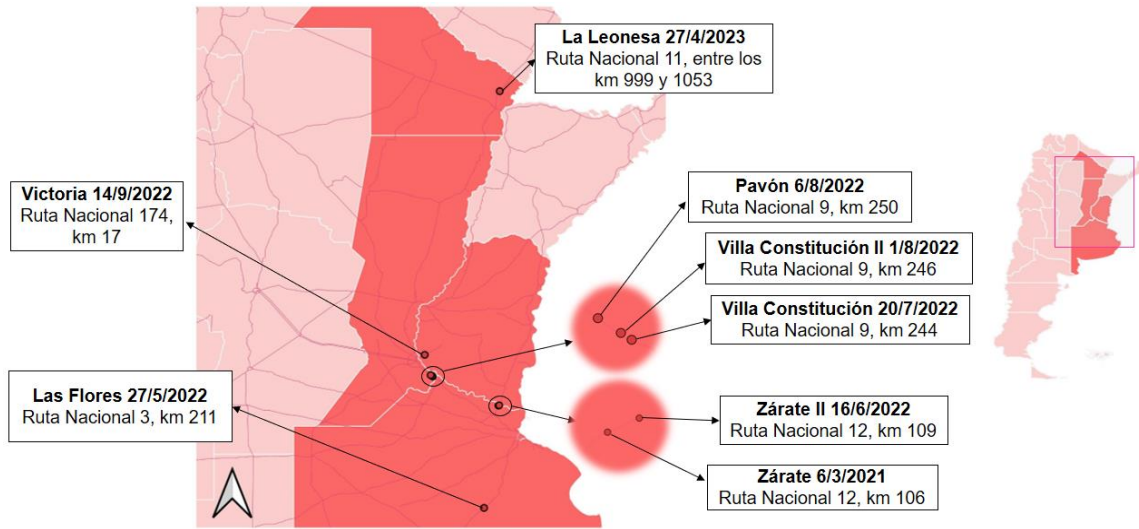 La Leonesa 27/4/2023
Ruta Nacional 11, entre los
km 999 y 1053
Victoria 14/9/2022
Ruta Nacional 174,
km 17
Pavón 6/8/2022
Ruta Nacional 9, km 250
Villa Constitución II 1/8/2022
Ruta Nacional 9, km 246
Villa Constitución 20/7/2022
Ruta Nacional 9, km 244
Las Flores 27/5/2022
Ruta Nacional 3, km 211
Zárate II 16/6/2022
Ruta Nacional 12, km 109
Zárate 6/3/2021
Ruta Nacional 12, km 106